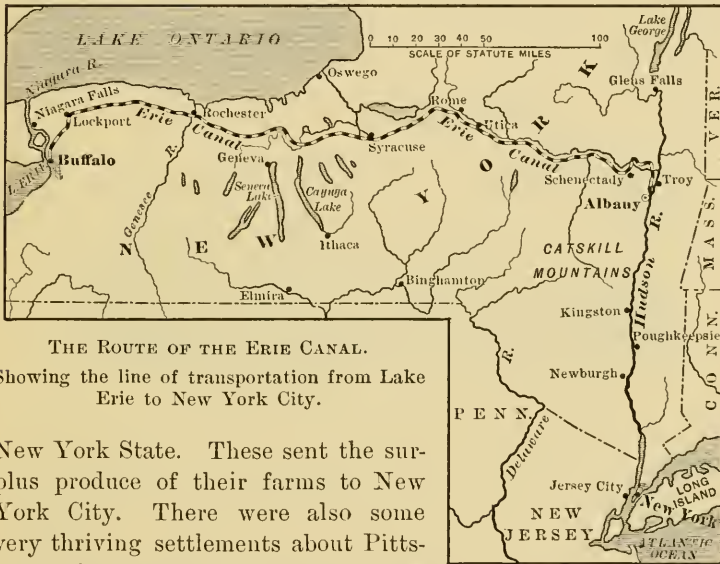 LAKE ONTARIO
Lake
George
0 10 20 30 40 50 100
SCALE OF STATUTE MILES
Niagara R.
Oswego
Glens Falls
K
VER.
Niagara Falls
Lockport
Erie Canal
Rochester
Rome
Utica
R
Erie Canal
Syracuse
Buffalo
L. ERIE
Geneva
Seneca
Lake
Cayuga
Lake
Genesee R.
Schenectady
Troy
Albany
O
Y
MASS.
N E W
Ithaca
CATSKILL
MOUNTAINS
Hudson R.
Elmira
Binghamton
Kingston
Poughkeepsie
Newburgh
CONN.
THE ROUTE OF THE ERIE CANAL.
Showing the line of transportation from Lake
Erie to New York City.
PENN.
Delaware R.
Jersey City
New York
LONG
ISLAND
NEW
JERSEY
ATLANTIC
OCEAN
New York State. These sent the sur-
plus produce of their farms to New
York City. There were also some
very thriving settlements about Pitts-